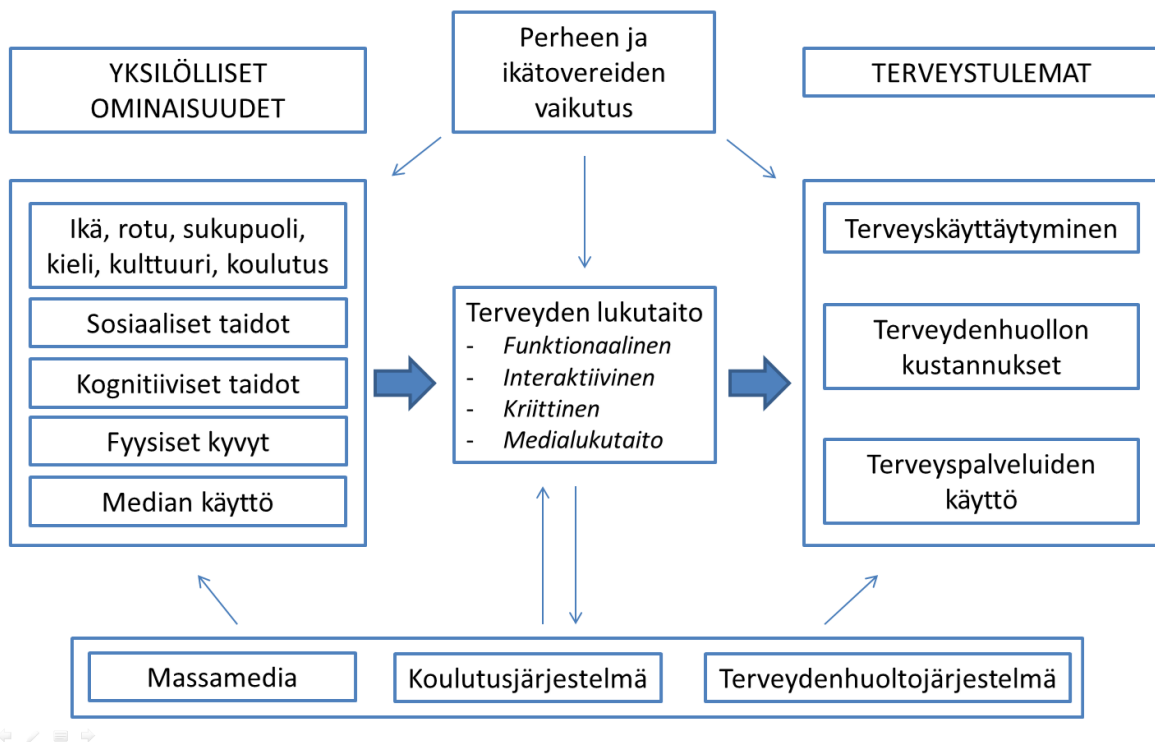 YKSILÖLLISET
OMINAISUUDET
Perheen ja
ikätovereiden
vaikutus
TERVEYSTULEMAT
Ikä, rotu, sukupuoli,
kieli, kulttuuri, koulutus
Sosiaaliset taidot
Kognitiiviset taidot
Fyysiset kyvyt
Median käyttö
Terveyden lukutaito
- Funktionaalinen
- Interaktiivinen
- Kriittinen
- Medialukutaito
Terveyskäyttäytyminen
Terveydenhuollon
kustannukset
Terveyspalveluiden
käyttö
Massamedia
Koulutusjärjestelmä
Terveydenhuoltojärjestelmä